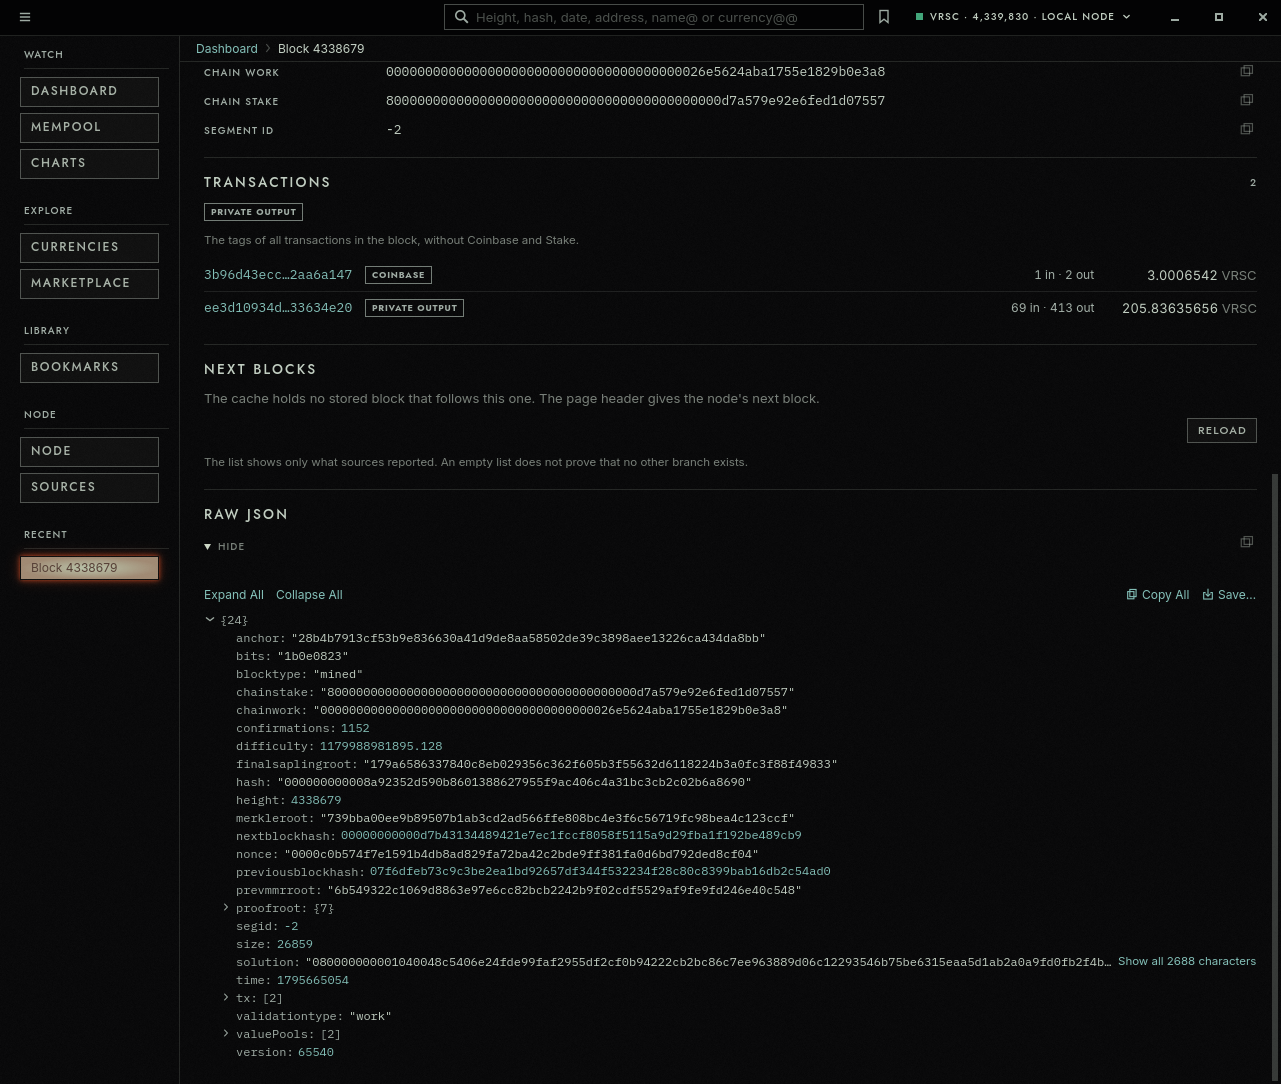 Height, hash, date, address, name@ or currency@@
VRSC · 4,339,830 · LOCAL NODE
WATCH
DASHBOARD
MEMPOOL
CHARTS
EXPLORE
CURRENCIES
MARKETPLACE
LIBRARY
BOOKMARKS
NODE
NODE
SOURCES
RECENT
Block 4338679
Dashboard > Block 4338679
CHAIN WORK 0000000000000000000000000000000000000000026e5624aba1755e1829b0e3a8
CHAIN STAKE 800000000000000000000000000000000000000000000d7a579e92e6fed1d07557
SEGMENT ID -2
TRANSACTIONS 2
PRIVATE OUTPUT
The tags of all transactions in the block, without Coinbase and Stake.
3b96d43ecc…2aa6a147 COINBASE 1 in · 2 out 3.0006542 VRSC
ee3d10934d…33634e20 PRIVATE OUTPUT 69 in · 413 out 205.83635656 VRSC
NEXT BLOCKS
The cache holds no stored block that follows this one. The page header gives the node's next block.
RELOAD
The list shows only what sources reported. An empty list does not prove that no other branch exists.
RAW JSON
HIDE
Expand All Collapse All Copy All Save…
{24}
anchor: "28b4b7913cf53b9e836630a41d9de8aa58502de39c3898aee13226ca434da8bb"
bits: "1b0e0823"
blocktype: "mined"
chainstake: "800000000000000000000000000000000000000000000d7a579e92e6fed1d07557"
chainwork: "0000000000000000000000000000000000000000026e5624aba1755e1829b0e3a8"
confirmations: 1152
difficulty: 1179988981895.128
finalsaplingroot: "179a6586337840c8eb029356c362f605b3f55632d6118224b3a0fc3f88f49833"
hash: "000000000008a92352d590b8601388627955f9ac406c4a31bc3cb2c02b6a8690"
height: 4338679
merkleroot: "739bba00ee9b89507b1ab3cd2ad566ffe808bc4e3f6c56719fc98bea4c123ccf"
nextblockhash: 00000000000d7b43134489421e7ec1fccf8058f5115a9d29fba1f192be489cb9
nonce: "0000c0b574f7e1591b4db8ad829fa72ba42c2bde9ff381fa0d6bd792ded8cf04"
previousblockhash: 07f6dfeb73c9c3be2ea1bd92657df344f532234f28c80c8399bab16db2c54ad0
prevmmrroot: "6b549322c1069d8863e97e6cc82bcb2242b9f02cdf5529af9fe9fd246e40c548"
proofroot: {7}
segid: -2
size: 26859
solution: "080000000001040048c5406e24fde99faf2955df2cf0b94222cb2bc86c7ee963889d06c12293546b75be6315eaa5d1ab2a0a9fd0fb2f4b… Show all 2688 characters
time: 1795665054
tx: [2]
validationtype: "work"
valuePools: [2]
version: 65540